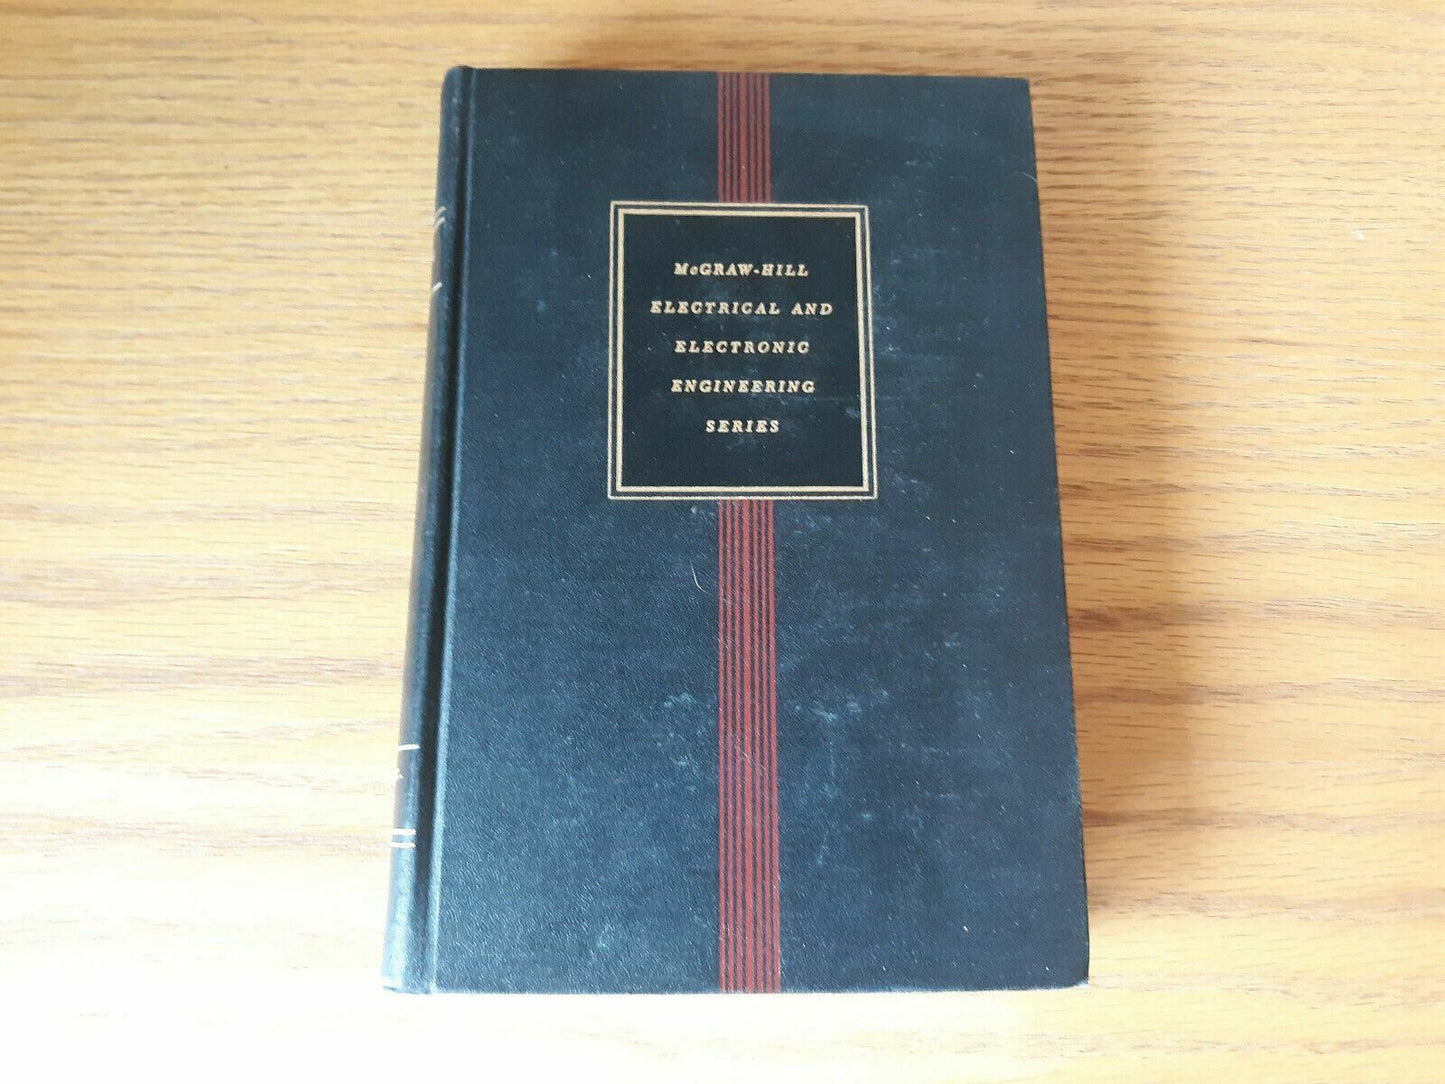 McGRAW-HILL
ELECTRICAL AND
ELECTRONIC
ENGINEERING
SERIES